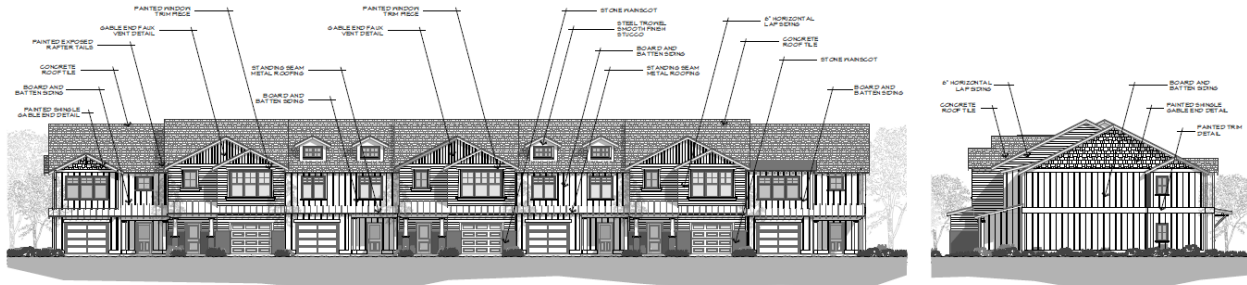 PAINTED WINDOW
TRIM PIECE
GABLE END FAUX
VENT DETAIL
PAINTED EXPOSED
RAFTER TAILS
CONCRETE
ROOF TILE
BOARD AND
BATTEN SIDING
PAINTED SHINGLE
GABLE END DETAIL
STANDING SEAM
METAL ROOFING
BOARD AND
BATTEN SIDING
PAINTED WINDOW
TRIM PIECE
GABLE END FAUX
VENT DETAIL
STONE WAINSCOT
STEEL TROWEL
SMOOTH FINISH
STUCCO
BOARD AND
BATTEN SIDING
STANDING SEAM
METAL ROOFING
6" HORIZONTAL
LAP SIDING
CONCRETE
ROOF TILE
STONE WAINSCOT
BOARD AND
BATTEN SIDING
6" HORIZONTAL
LAP SIDING
CONCRETE
ROOF TILE
BOARD AND
BATTEN SIDING
PAINTED SHINGLE
GABLE END DETAIL
PAINTED TRIM
DETAIL